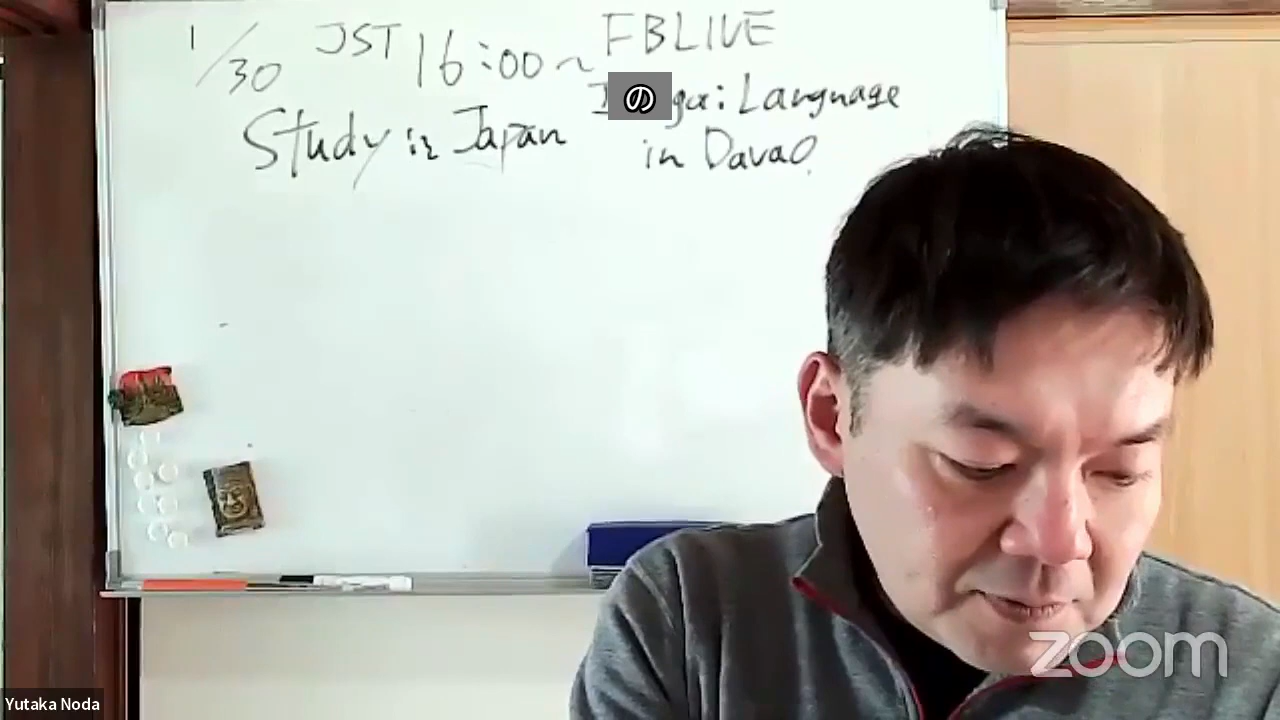 1/30 JST 16:00~ FBLIVE
の
Language
Study in Japan in Davao
zoom
Yutaka Noda